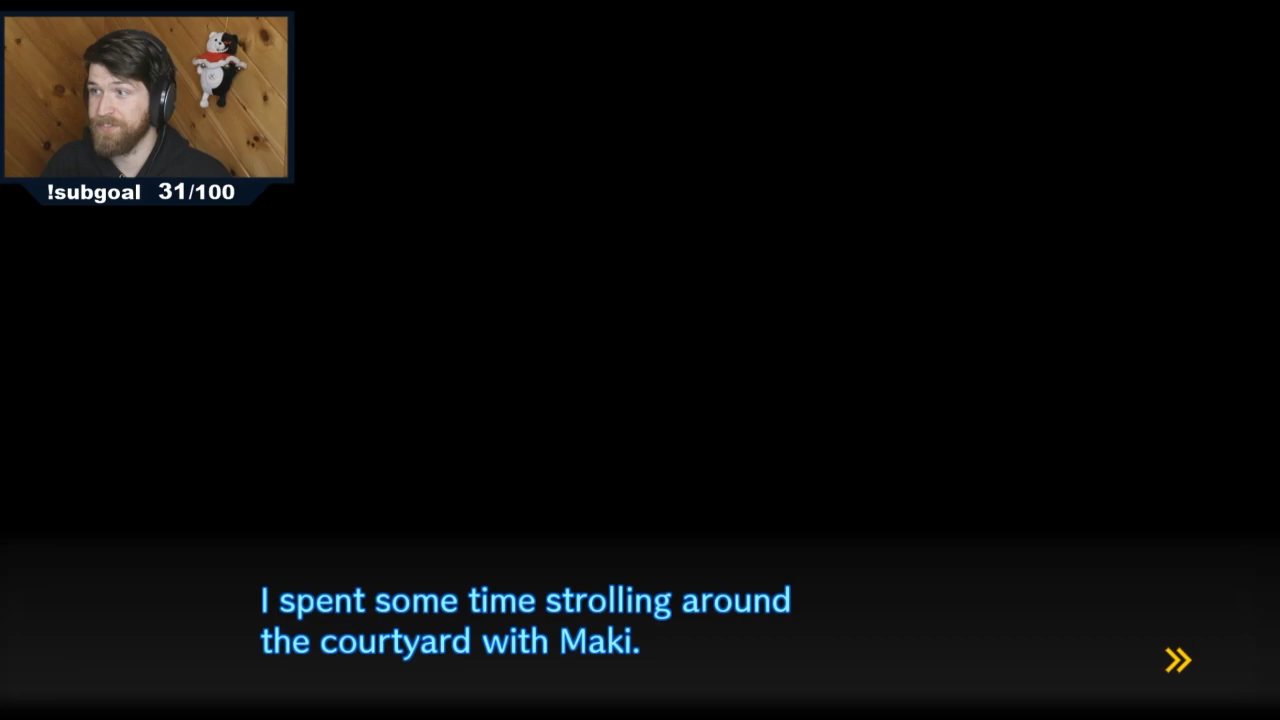 !subgoal 31/100
I spent some time strolling around
the courtyard with Maki.